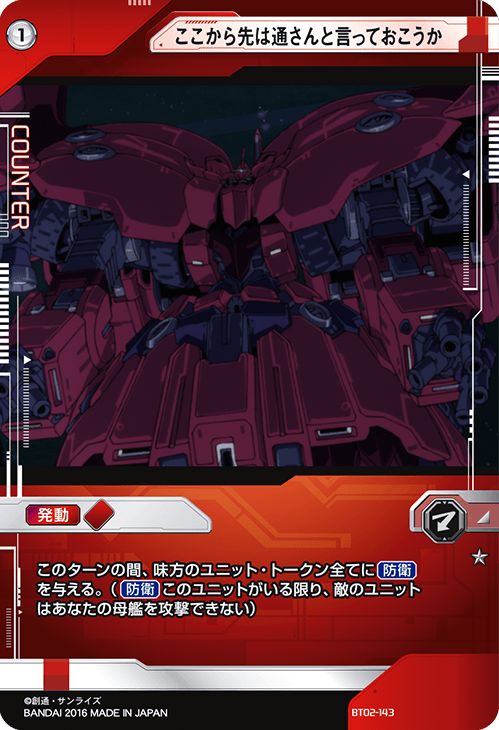 1
ここから先は通さんと言っておこうか
COUNTER
発動
このターンの間、味方のユニット・トークン全てに防衛
を与える。（防衛このユニットがいる限り、敵のユニット
はあなたの母艦を攻撃できない）
©創通・サンライズ
BANDAI 2016 MADE IN JAPAN
BT02-143